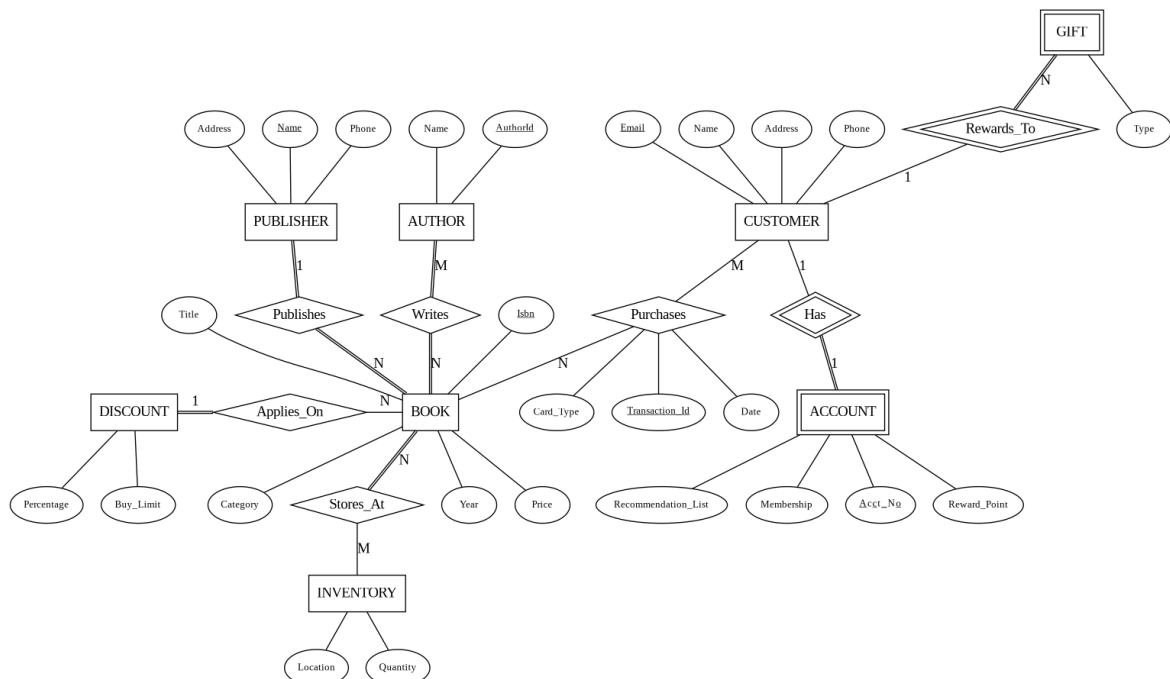 GIFT
N
Address
Name
Phone
Name
AuthorId
Email
Name
Address
Phone
Rewards_To
Type
1
PUBLISHER
AUTHOR
CUSTOMER
1
M
M
1
Title
Publishes
Writes
Isbn
Purchases
Has
N
N
N
1
DISCOUNT
1
Applies_On
N
BOOK
Card_Type
Transaction_Id
Date
ACCOUNT
N
Percentage
Buy_Limit
Category
Stores_At
Year
Price
Recommendation_List
Membership
Acct_No
Reward_Point
M
INVENTORY
Location
Quantity